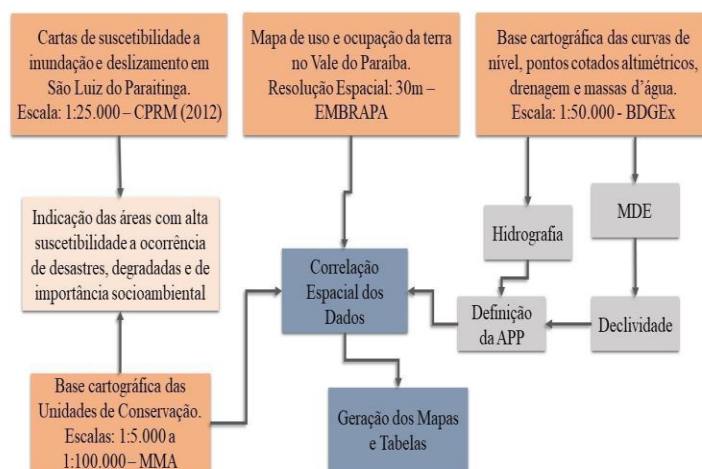 Cartas de suscetibilidade a
inundação e deslizamento em
São Luiz do Paraitinga.
Escala: 1:25.000 – CPRM (2012)
Mapa de uso e ocupação da terra
no Vale do Paraíba.
Resolução Espacial: 30m –
EMBRAPA
Base cartográfica das curvas de
nível, pontos cotados altimétricos,
drenagem e massas d’água.
Escala: 1:50.000 - BDGEx
Indicação das áreas com alta
suscetibilidade a ocorrência
de desastres, degradadas e de
importância socioambiental
Correlação
Espacial dos
Dados
Hidrografia
MDE
Definição
da APP
Declividade
Base cartográfica das
Unidades de Conservação.
Escalas: 1:5.000 a
1:100.000 – MMA
Geração dos Mapas
e Tabelas